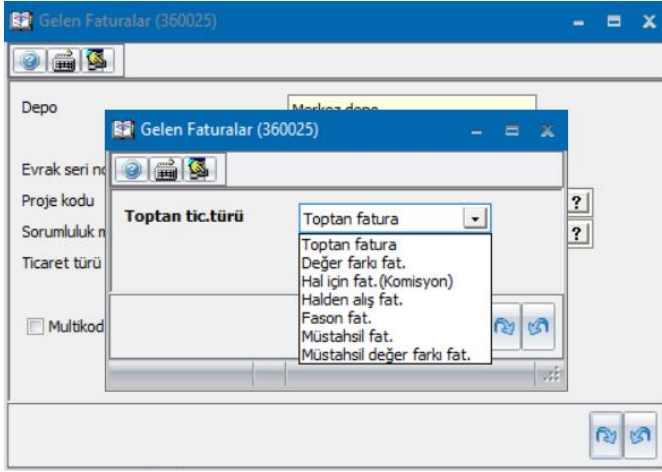 Gelen Faturalar (360025)
Depo
Merkez depo
Gelen Faturalar (360025)
Evrak seri no
Proje kodu
?
Toptan tic.türü
Toptan fatura
Sorumluluk m
?
Toptan fatura
Ticaret türü
Değer farkı fat.
Hal için fat.(Komisyon)
Halden alış fat.
Fason fat.
Multikod
Müstahsil fat.
Müstahsil değer farkı fat.